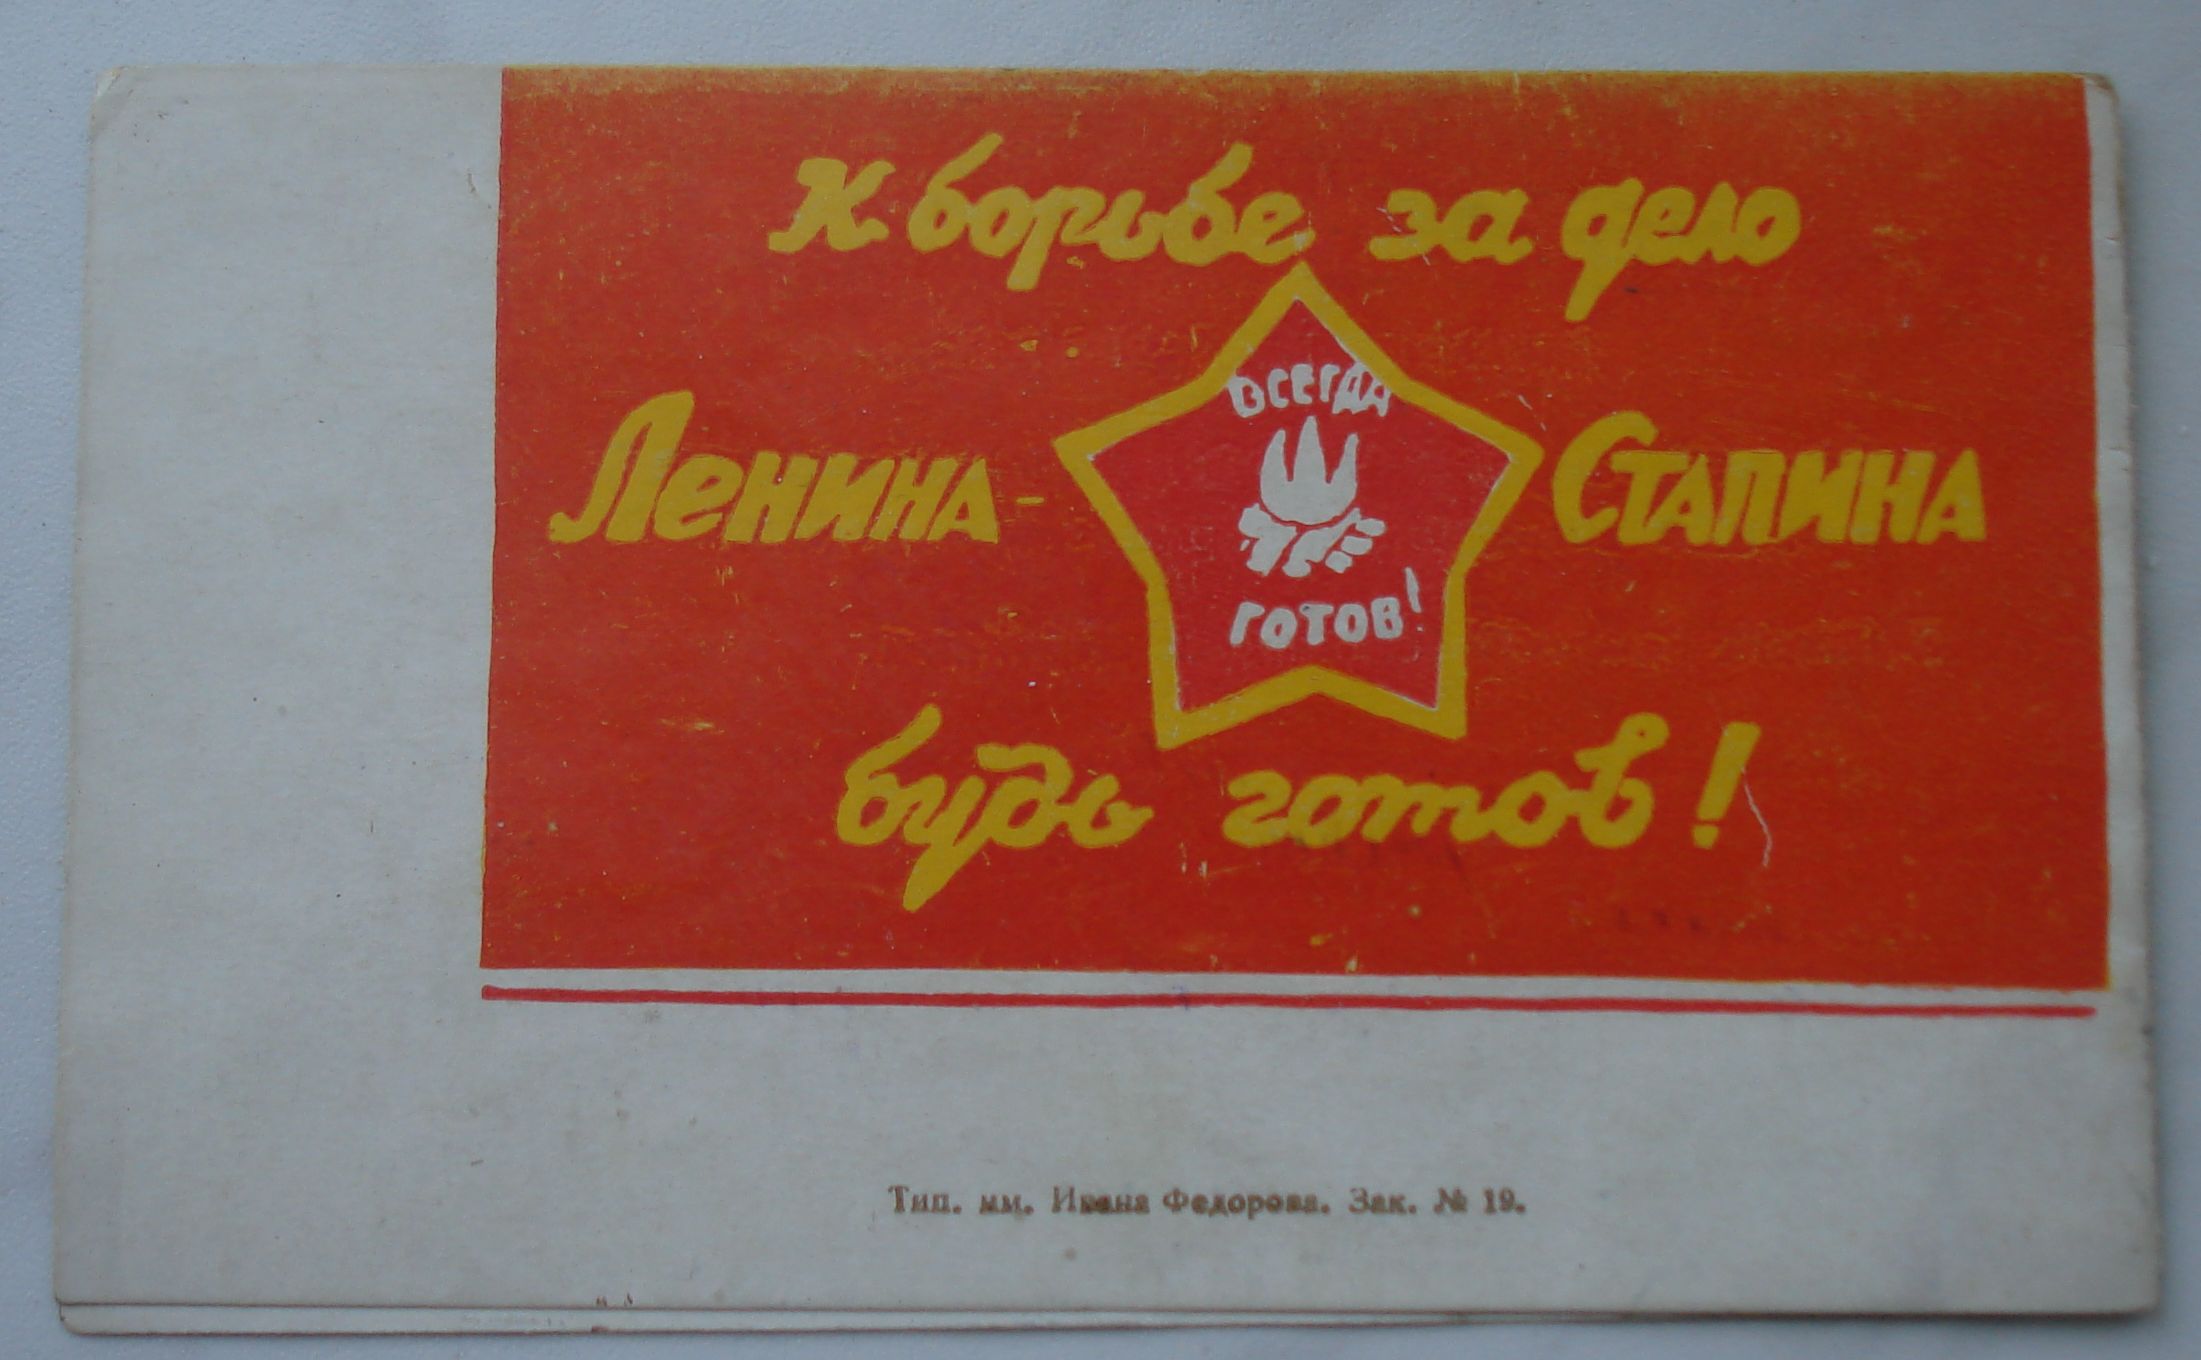 К борьбе за дело
Ленина - Сталина
ВСЕГДА
ГОТОВ!
будь готов!
Тип. им. Ивана Федорова. Зак. № 19.